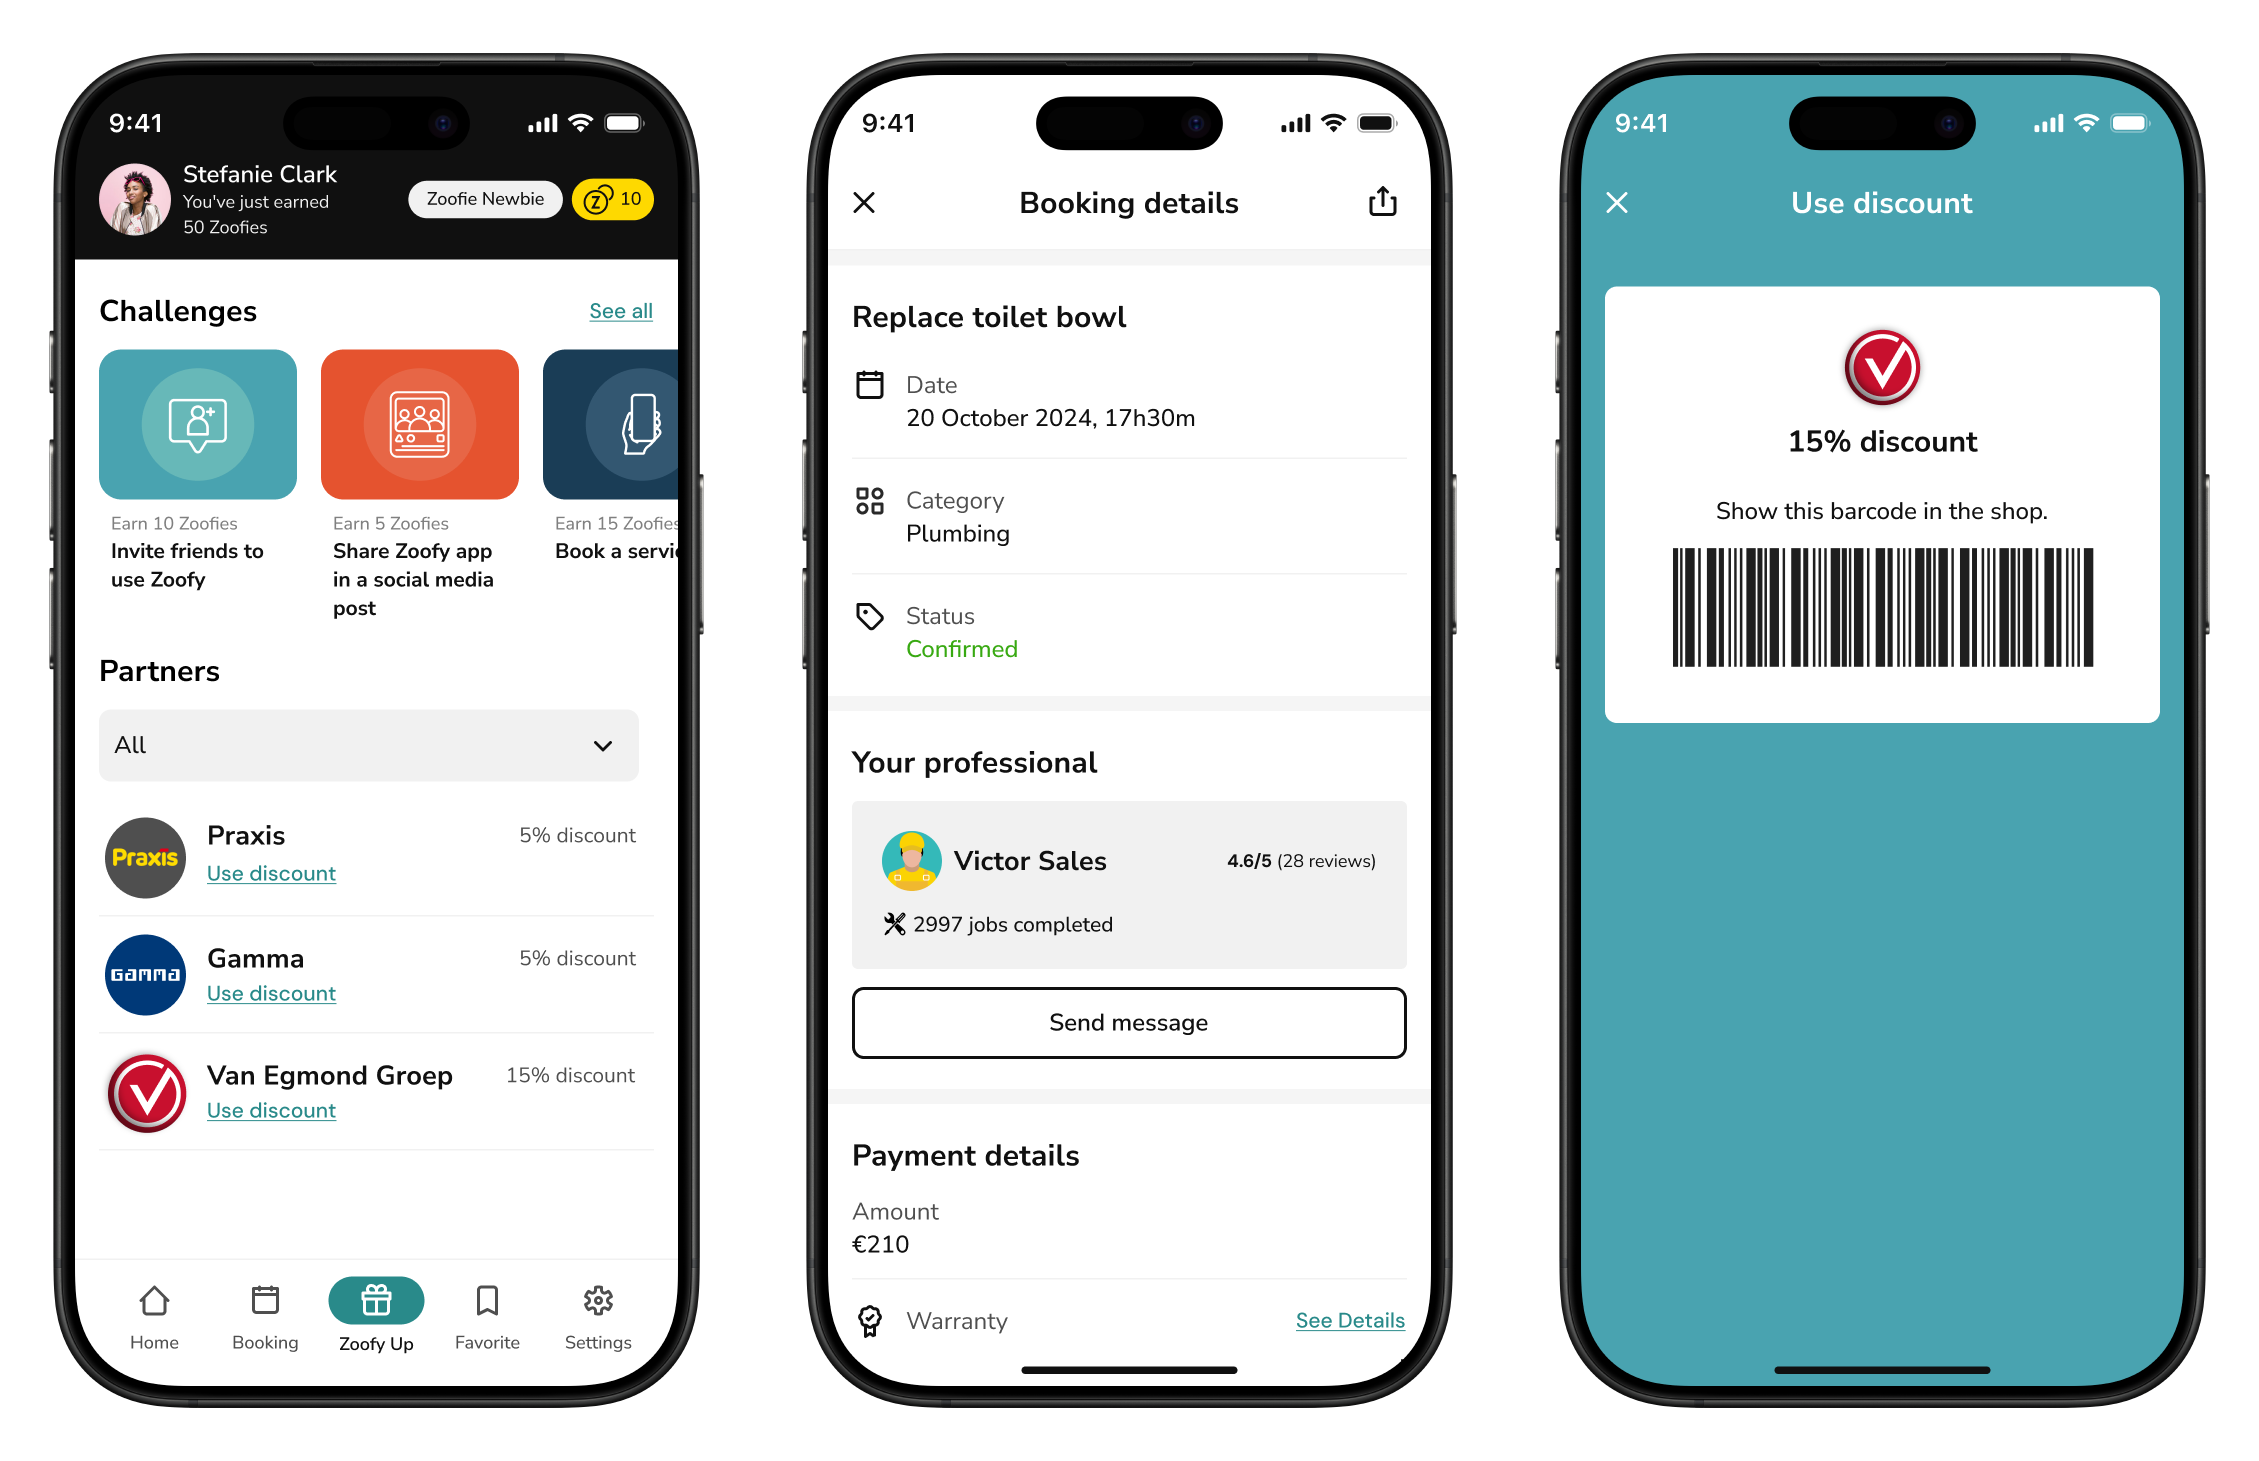 9:41
Stefanie Clark
You've just earned
50 Zoofies
Zoofie Newbie
Z 10
Challenges
See all
Earn 10 Zoofies
Invite friends to
use Zoofy
Earn 5 Zoofies
Share Zoofy app
in a social media
post
Earn 15 Zoofies
Book a servi
Partners
All
Praxis
Praxis
5% discount
Use discount
GAMMA
Gamma
5% discount
Use discount
Van Egmond Groep
15% discount
Use discount
Home
Booking
Zoofy Up
Favorite
Settings
9:41
Booking details
Replace toilet bowl
Date
20 October 2024, 17h30m
Category
Plumbing
Status
Confirmed
Your professional
Victor Sales
4.6/5 (28 reviews)
2997 jobs completed
Send message
Payment details
Amount
€210
Warranty
See Details
9:41
Use discount
15% discount
Show this barcode in the shop.